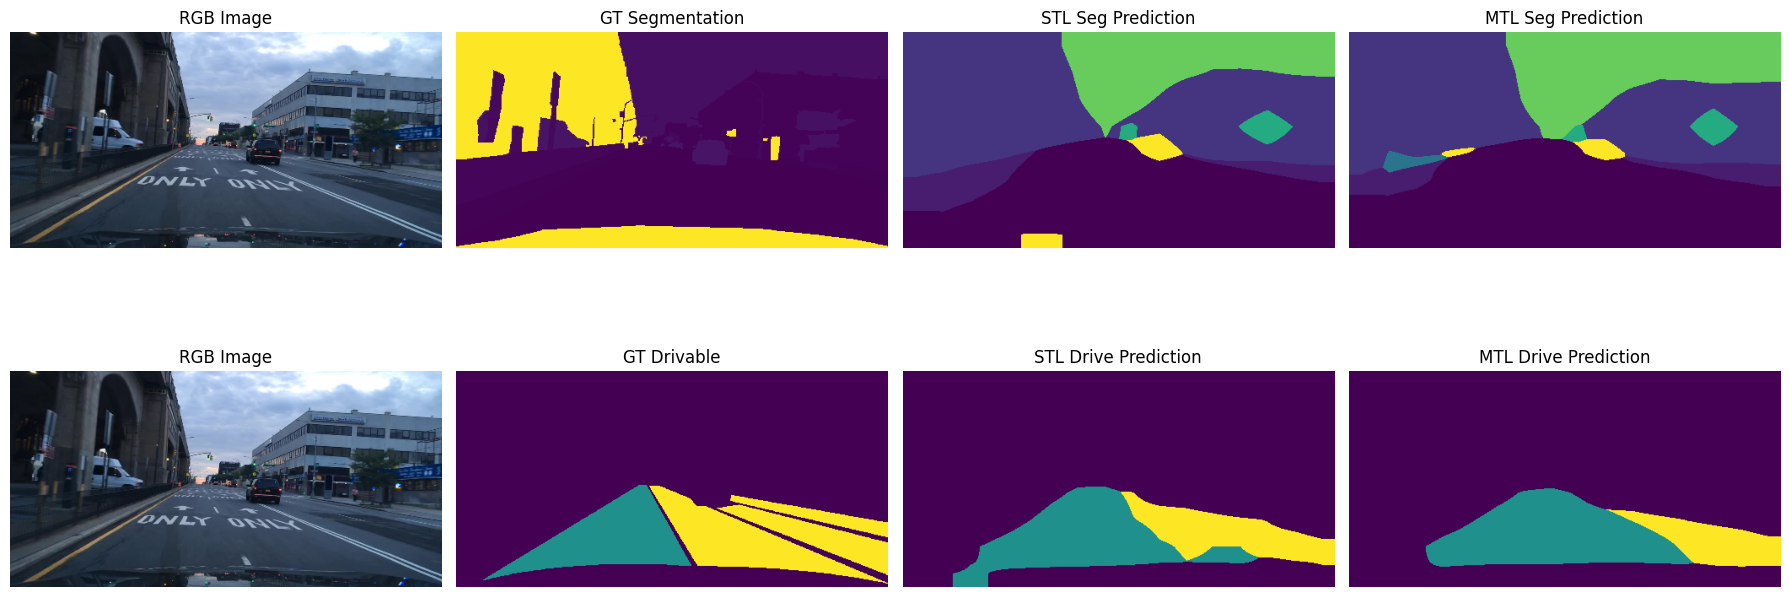 RGB Image
GT Segmentation
STL Seg Prediction
MTL Seg Prediction
ONLY ONLY
RGB Image
GT Drivable
STL Drive Prediction
MTL Drive Prediction
ONLY ONLY